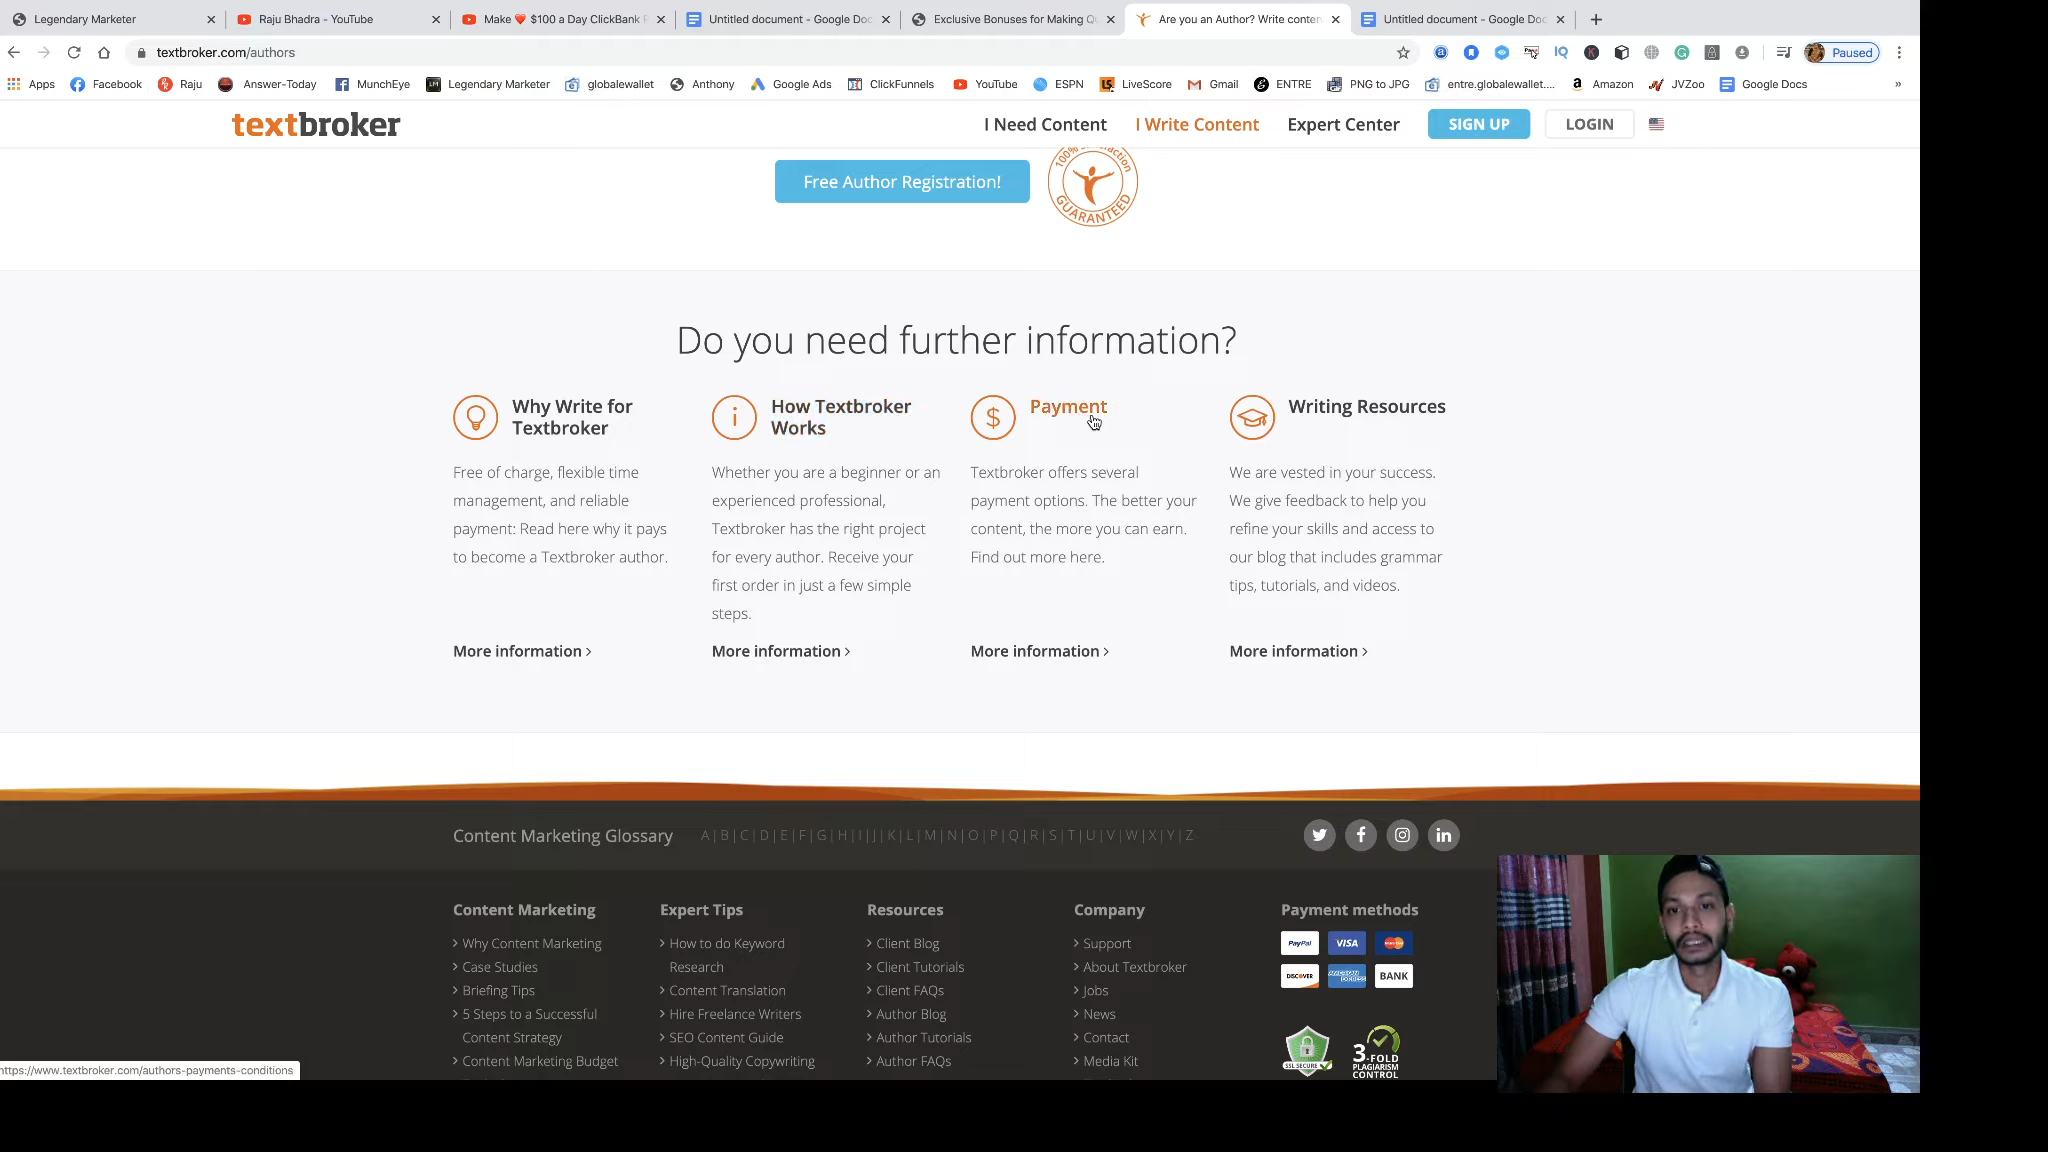 Legendary Marketer
Raju Bhadra - YouTube
Make ❤ $100 a Day ClickBank
Untitled document - Google Doc
Exclusive Bonuses for Making
Are you an Author? Write conten
Untitled document - Google Doc
textbroker.com/authors
Paused
Apps
Facebook
Raju
Answer-Today
MunchEye
Legendary Marketer
globalewallet
Anthony
Google Ads
ClickFunnels
YouTube
ESPN
LiveScore
Gmail
ENTRE
PNG to JPG
entre.globalewallet....
Amazon
JVZoo
Google Docs
»
textbroker
I Need Content
I Write Content
Expert Center
SIGN UP
LOGIN
Free Author Registration!
GUARANTEED
Do you need further information?
Why Write for
Textbroker
Free of charge, flexible time
management, and reliable
payment: Read here why it pays
to become a Textbroker author.
More information ›
How Textbroker
Works
Whether you are a beginner or an
experienced professional,
Textbroker has the right project
for every author. Receive your
first order in just a few simple
steps.
More information ›
Payment
Textbroker offers several
payment options. The better your
content, the more you can earn.
Find out more here.
More information ›
Writing Resources
We are vested in your success.
We give feedback to help you
refine your skills and access to
our blog that includes grammar
tips, tutorials, and videos.
More information ›
Content Marketing Glossary
A | B | C | D | E | F | G | H | I | J | K | L | M | N | O | P | Q | R | S | T | U | V | W | X | Y | Z
Content Marketing
› Why Content Marketing
› Case Studies
› Briefing Tips
› 5 Steps to a Successful
Content Strategy
› Content Marketing Budget
Expert Tips
› How to do Keyword
Research
› Content Translation
› Hire Freelance Writers
› SEO Content Guide
› High-Quality Copywriting
Resources
› Client Blog
› Client Tutorials
› Client FAQs
› Author Blog
› Author Tutorials
› Author FAQs
Company
› Support
› About Textbroker
› Jobs
› News
› Contact
› Media Kit
Payment methods
PayPal
VISA
DISCOVER
AMERICAN EXPRESS
BANK
SSL SECURE
3-FOLD
PLAGIARISM
CONTROL
https://www.textbroker.com/authors-payments-conditions